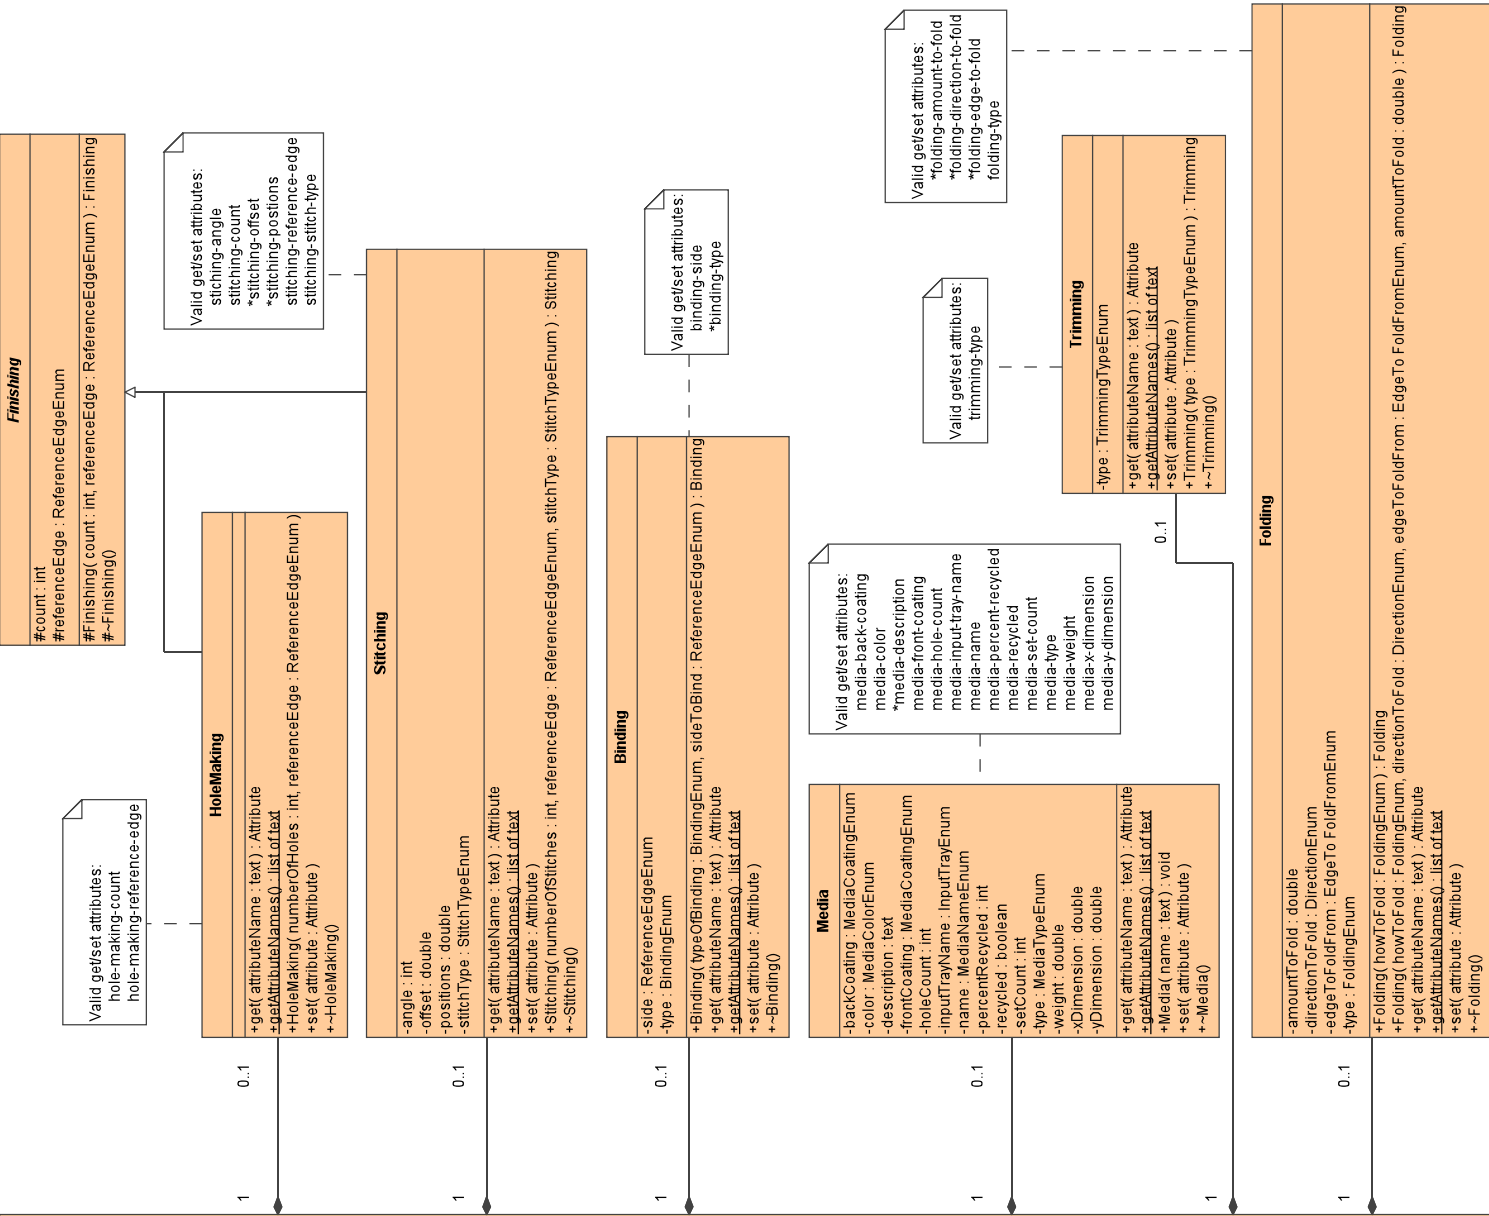 Finishing
#count : int
#referenceEdge : ReferenceEdgeEnum
#Finishing( count : int, referenceEdge : ReferenceEdgeEnum ) : Finishing
#~Finishing()
Valid get/set attributes:
hole-making-count
hole-making-reference-edge
HoleMaking
+get( attributeName : text ) : Attribute
+getAttributeNames() : list of text
+HoleMaking( numberOfHoles : int, referenceEdge : ReferenceEdgeEnum )
+set( attribute : Attribute )
+~HoleMaking()
0..1
1
Valid get/set attributes:
stiching-angle
stitching-count
*stitching-offset
*stitching-postions
stitching-reference-edge
stitching-stitch-type
Stitching
-angle : int
-offset : double
-positions : double
-stitchType : StitchTypeEnum
+get( attributeName : text ) : Attribute
+getAttributeNames() : list of text
+set( attribute : Attribute )
+Stitching( numberOfStitches : int, referenceEdge : ReferenceEdgeEnum, stitchType : StitchTypeEnum ) : Stitching
+~Stitching()
0..1
1
Valid get/set attributes:
binding-side
*binding-type
Binding
-side : ReferenceEdgeEnum
-type : BindingEnum
+Binding( typeOfBinding : BindingEnum, sideToBind : ReferenceEdgeEnum ) : Binding
+get( attributeName : text ) : Attribute
+getAttributeNames() : list of text
+set( attribute : Attribute )
+~Binding()
0..1
1
Valid get/set attributes:
media-back-coating
media-color
*media-description
media-front-coating
media-hole-count
media-input-tray-name
media-name
media-percent-recycled
media-recycled
media-set-count
media-type
media-weight
media-x-dimension
media-y-dimension
Media
-backCoating : MediaCoatingEnum
-color : MediaColorEnum
-description : text
-frontCoating : MediaCoatingEnum
-holeCount : int
-inputTrayName : InputTrayEnum
-name : MediaNameEnum
-percentRecycled : int
-recycled : boolean
-setCount : int
-type : MediaTypeEnum
-weight : double
-xDimension : double
-yDimension : double
+get( attributeName : text ) : Attribute
+getAttributeNames() : list of text
+Media( name : text ) : void
+set( attribute : Attribute )
+~Media()
0..1
1
Valid get/set attributes:
trimming-type
Trimming
-type : TrimmingTypeEnum
+get( attributeName : text ) : Attribute
+getAttributeNames() : list of text
+set( attribute : Attribute )
+Trimming( type : TrimmingTypeEnum ) : Trimming
+~Trimming()
0..1
1
Valid get/set attributes:
*folding-amount-to-fold
*folding-direction-to-fold
*folding-edge-to-fold
folding-type
Folding
-amountToFold : double
-directionToFold : DirectionEnum
-edgeToFoldFrom : EdgeTo FoldFromEnum
-type : FoldingEnum
+Folding( howToFold : FoldingEnum ) : Folding
+Folding( howToFold : FoldingEnum, directionToFold : DirectionEnum, edgeToFoldFrom : EdgeTo FoldFromEnum, amountToFold : double ) : Folding
+get( attributeName : text ) : Attribute
+getAttributeNames() : list of text
+set( attribute : Attribute )
+~Folding()
0..1
1